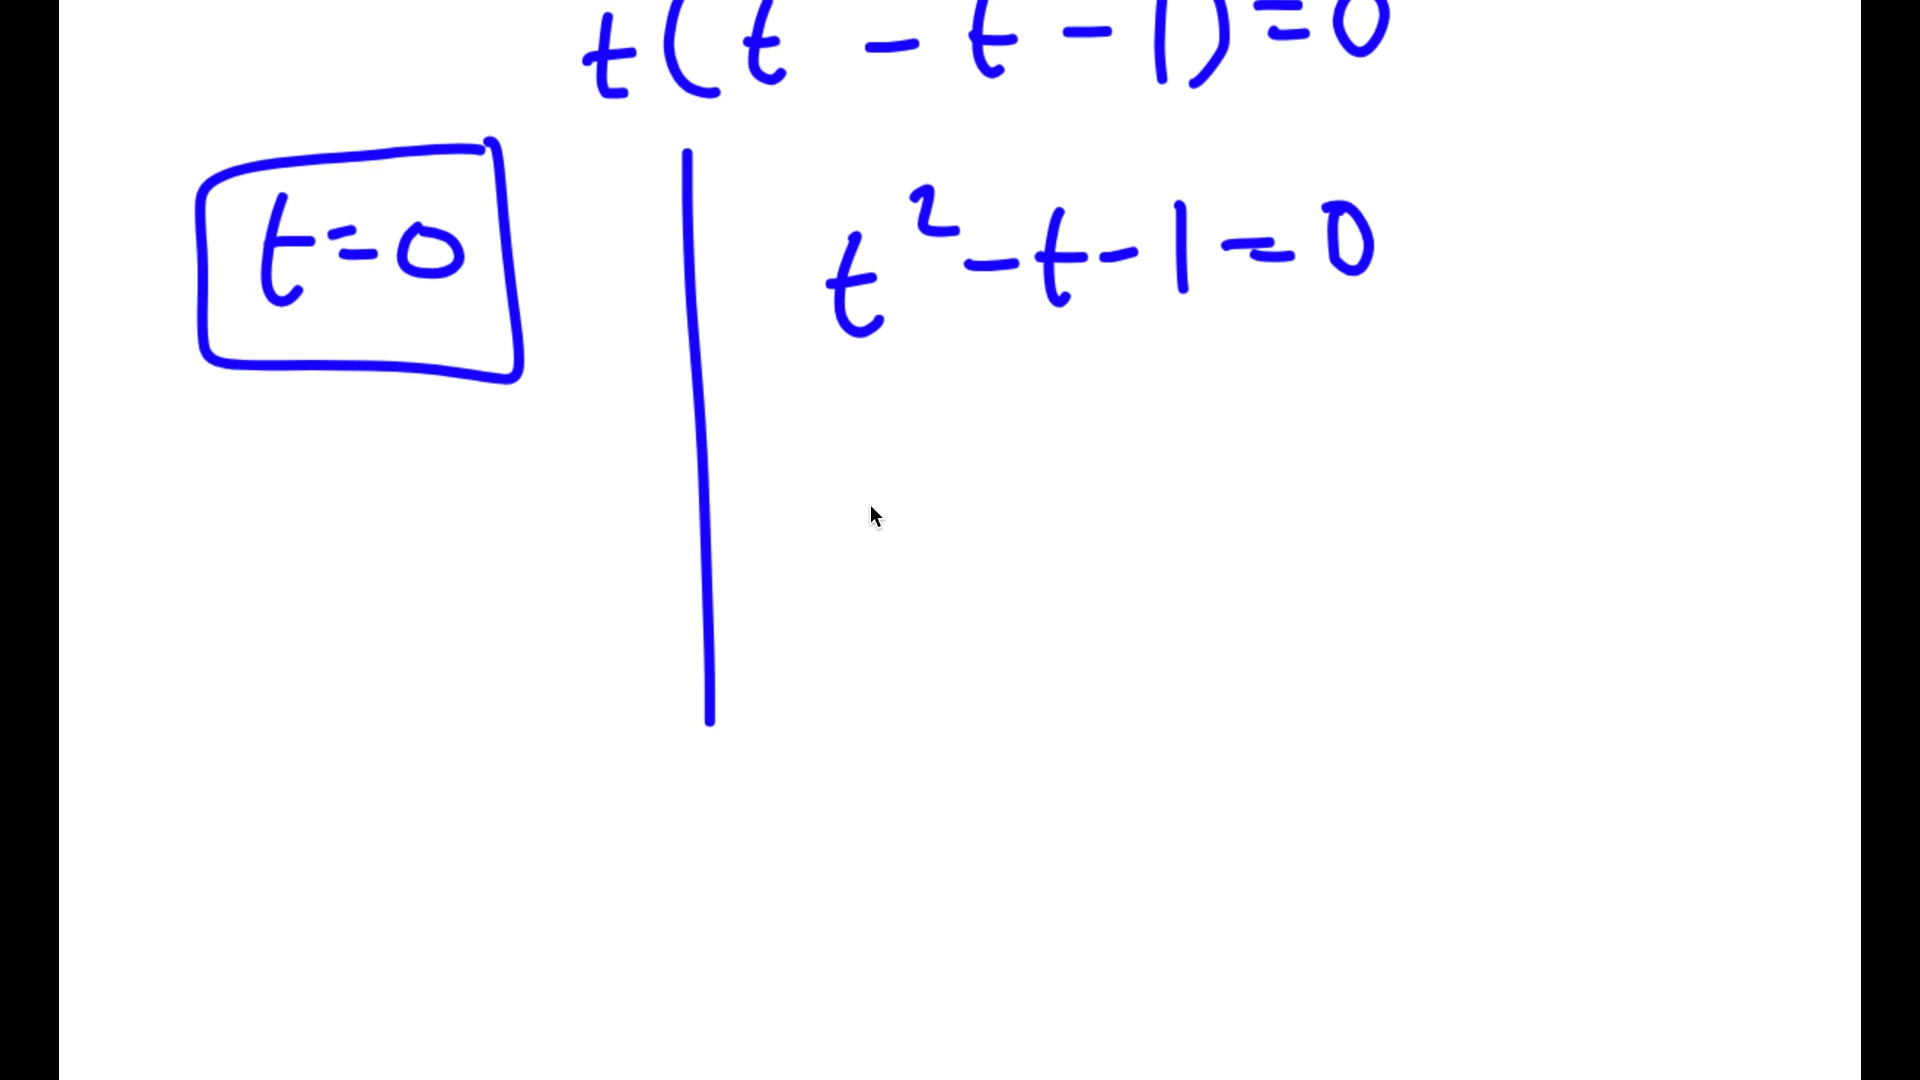 t(t - t - 1) = 0
t = 0
t² - t - 1 = 0